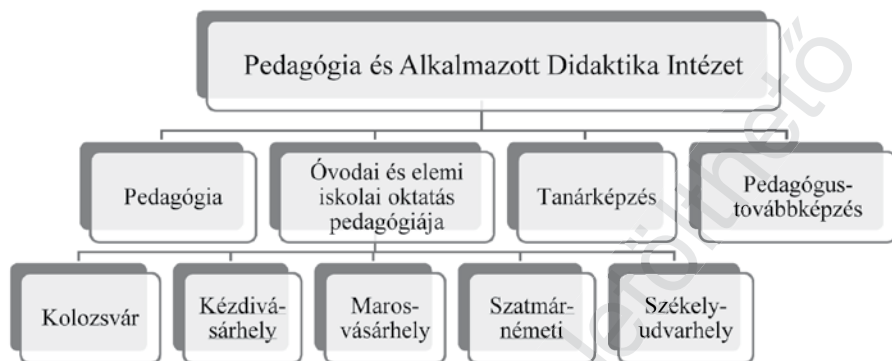 Pedagógia és Alkalmazott Didaktika Intézet
Pedagógia
Óvodai és elemi
iskolai oktatás
pedagógiája
Tanárképzés
Pedagógus-
továbbképzés
Kolozsvár
Kézdivá-
sárhely
Maros-
vásárhely
Szatmár-
németi
Székely-
udvarhely